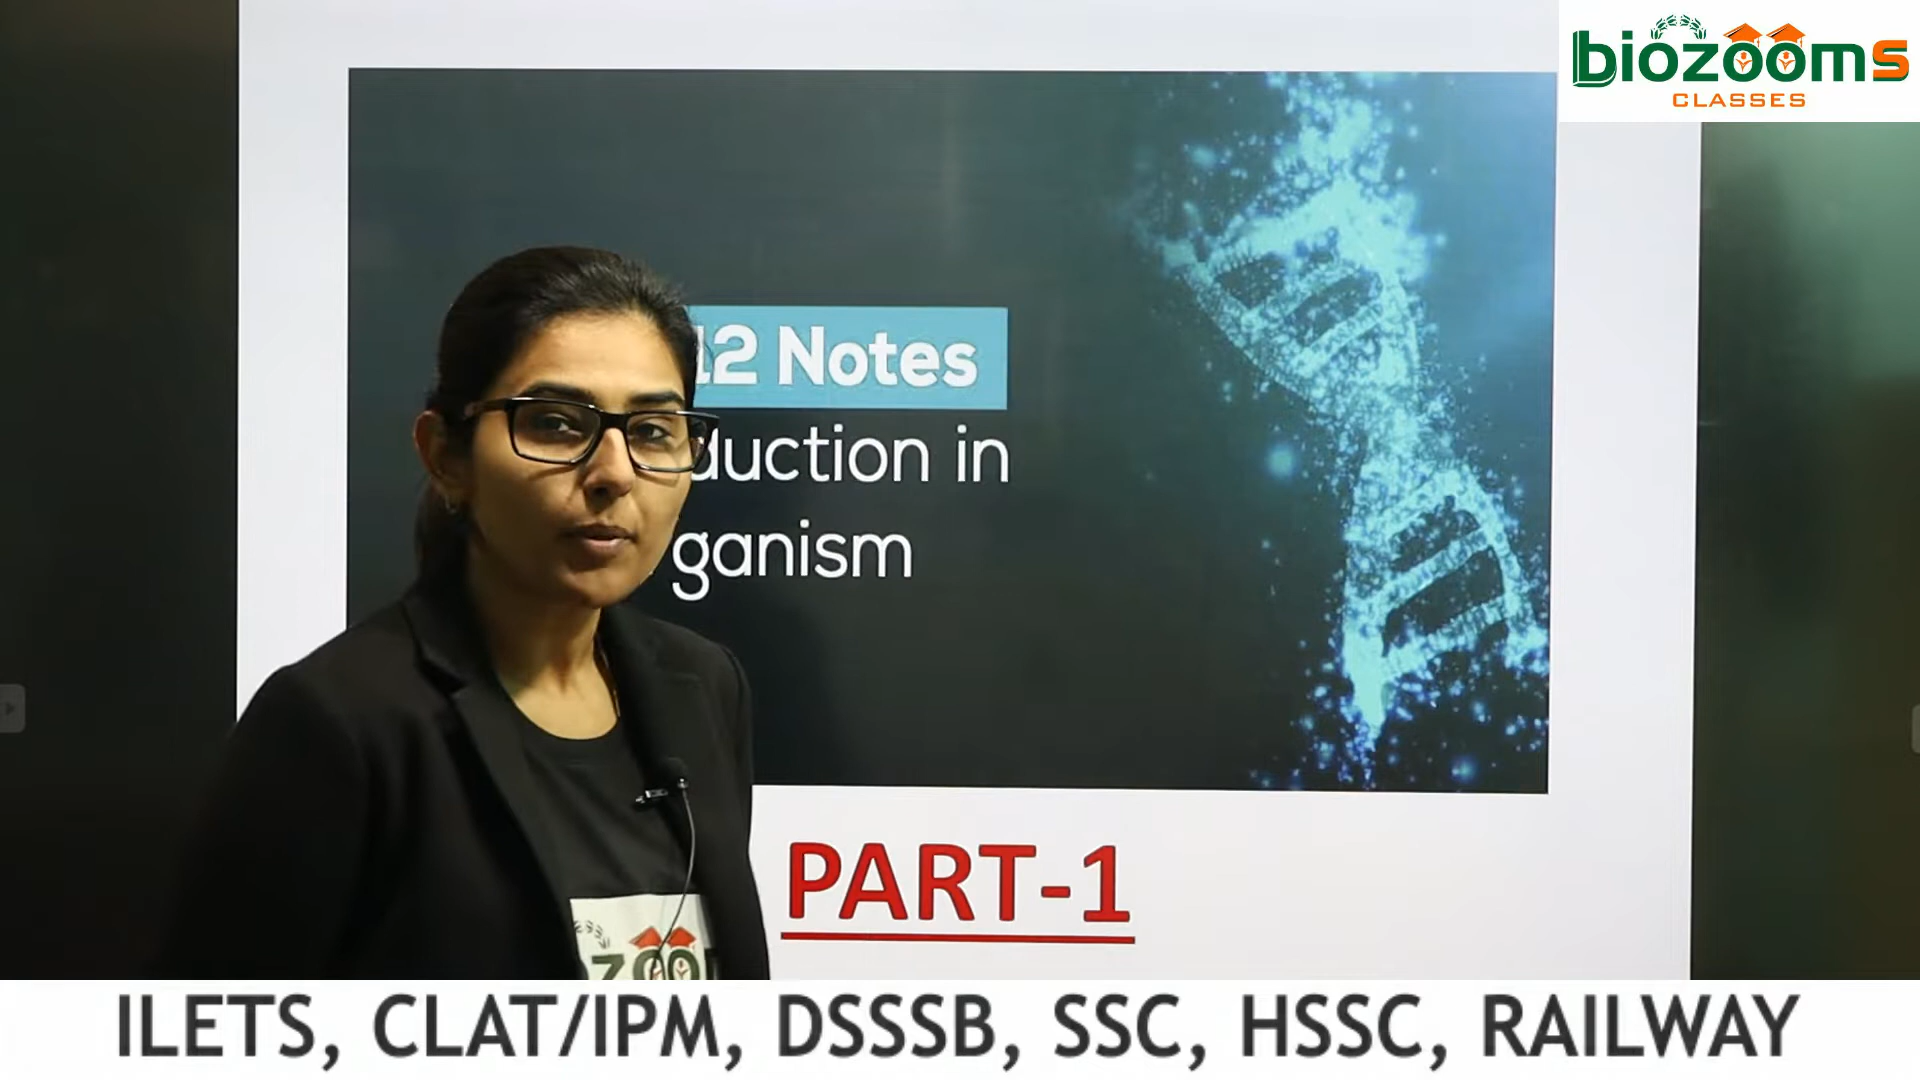 biozooms
CLASSES
12 Notes
duction in
ganism
PART-1
ILETS, CLAT/IPM, DSSSB, SSC, HSSC, RAILWAY